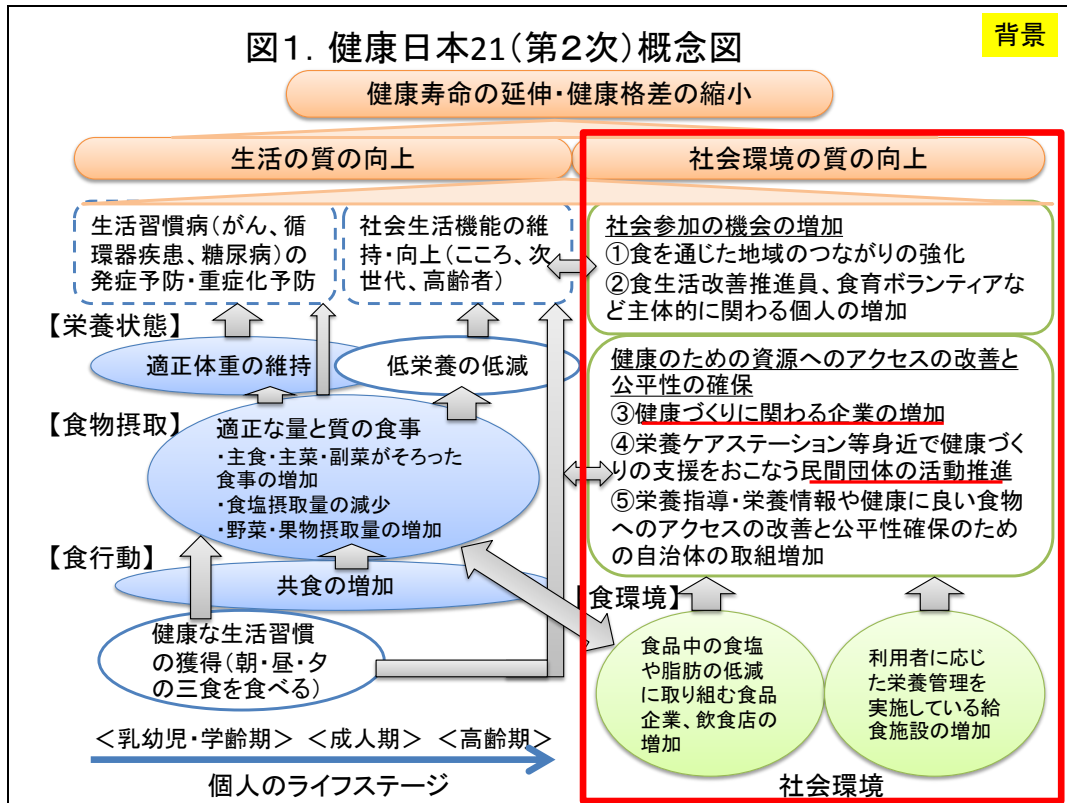 図1．健康日本21(第2次)概念図
背景
健康寿命の延伸・健康格差の縮小
生活の質の向上
社会環境の質の向上
生活習慣病(がん、循
環器疾患、糖尿病)の
発症予防・重症化予防
社会生活機能の維
持・向上(こころ、次
世代、高齢者)
社会参加の機会の増加
①食を通じた地域のつながりの強化
②食生活改善推進員、食育ボランティアな
ど主体的に関わる個人の増加
【栄養状態】
適正体重の維持
低栄養の低減
健康のための資源へのアクセスの改善と
公平性の確保
③健康づくりに関わる企業の増加
④栄養ケアステーション等身近で健康づく
りの支援をおこなう民間団体の活動推進
⑤栄養指導・栄養情報や健康に良い食物
へのアクセスの改善と公平性確保のため
の自治体の取組増加
【食物摂取】
適正な量と質の食事
・主食・主菜・副菜がそろった
食事の増加
・食塩摂取量の減少
・野菜・果物摂取量の増加
【食行動】
共食の増加
【食環境】
健康な生活習慣
の獲得(朝・昼・夕
の三食を食べる)
食品中の食塩
や脂肪の低減
に取り組む食品
企業、飲食店の
増加
利用者に応じ
た栄養管理を
実施している給
食施設の増加
＜乳幼児・学齢期＞ ＜成人期＞ ＜高齢期＞
個人のライフステージ
社会環境